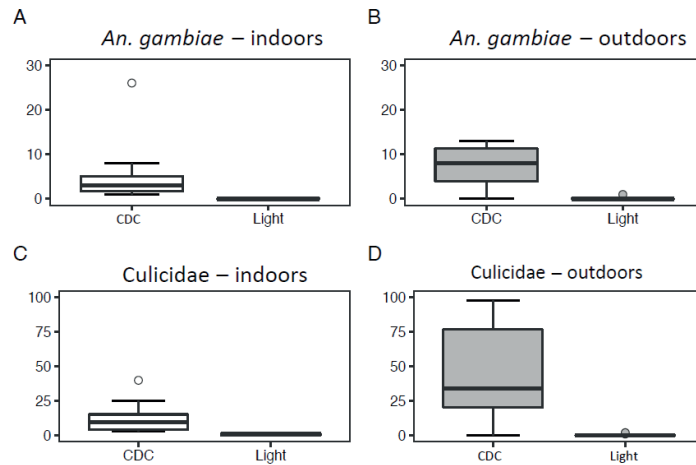 A
An. gambiae – indoors
30
20
10
0
CDC
Light
B
An. gambiae – outdoors
30
20
10
0
CDC
Light
C
Culicidae – indoors
100
75
50
25
0
CDC
Light
D
Culicidae – outdoors
100
75
50
25
0
CDC
Light